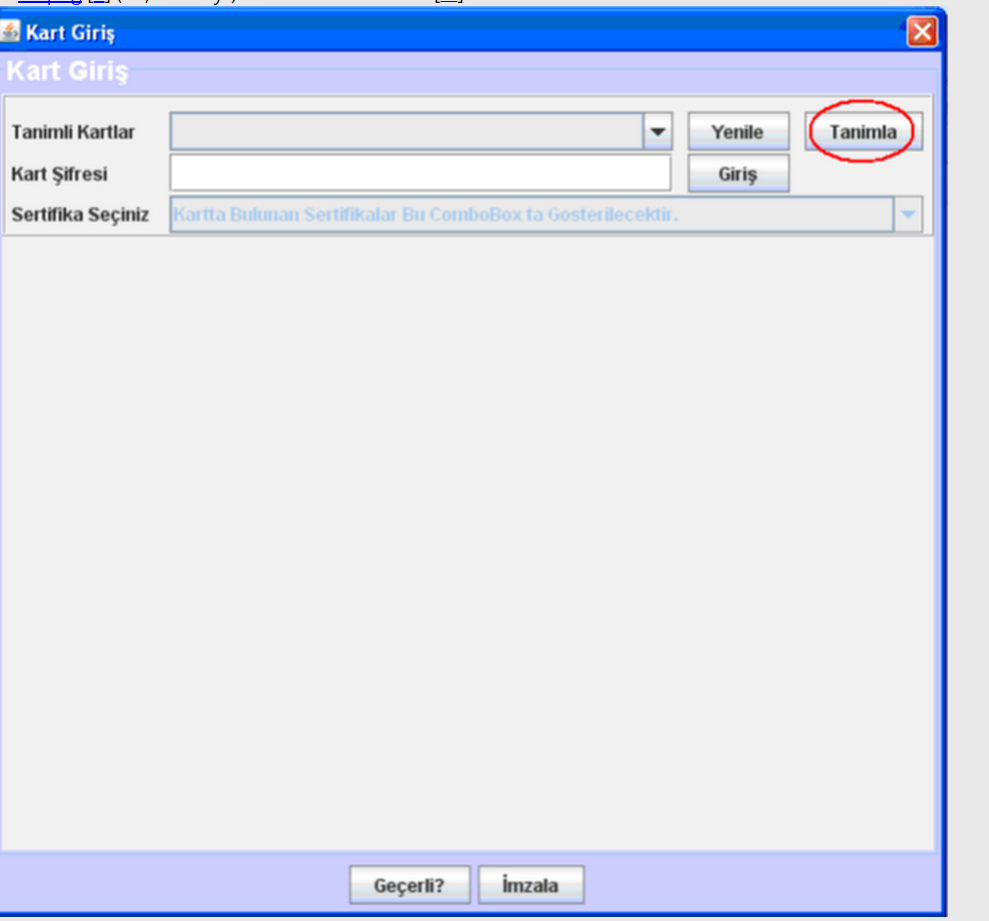 Kart Giriş
Kart Giriş
Tanimli Kartlar Yenile Tanimla
Kart Şifresi Giriş
Sertifika Seçiniz Kartta Bulunan Sertifikalar Bu ComboBox ta Gosterilecektir.
Geçerli? İmzala